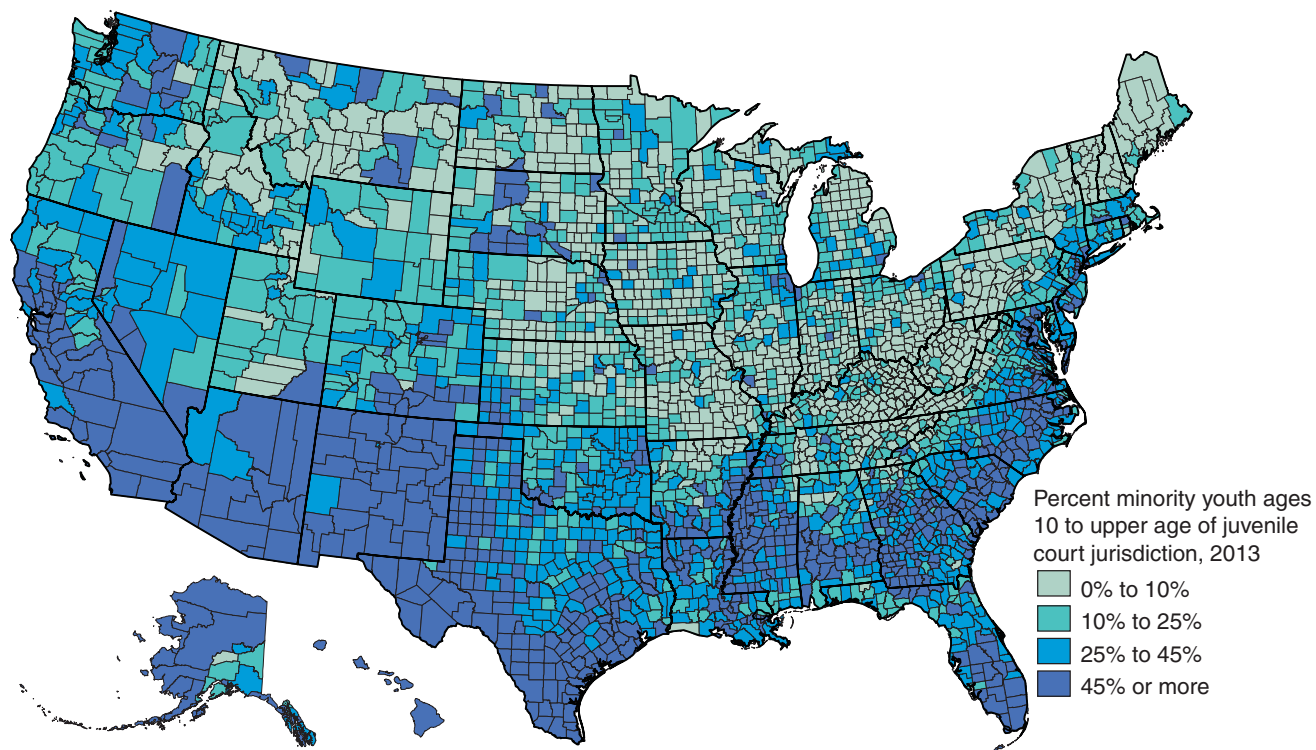 Percent minority youth ages
10 to upper age of juvenile
court jurisdiction, 2013
0% to 10%
10% to 25%
25% to 45%
45% or more